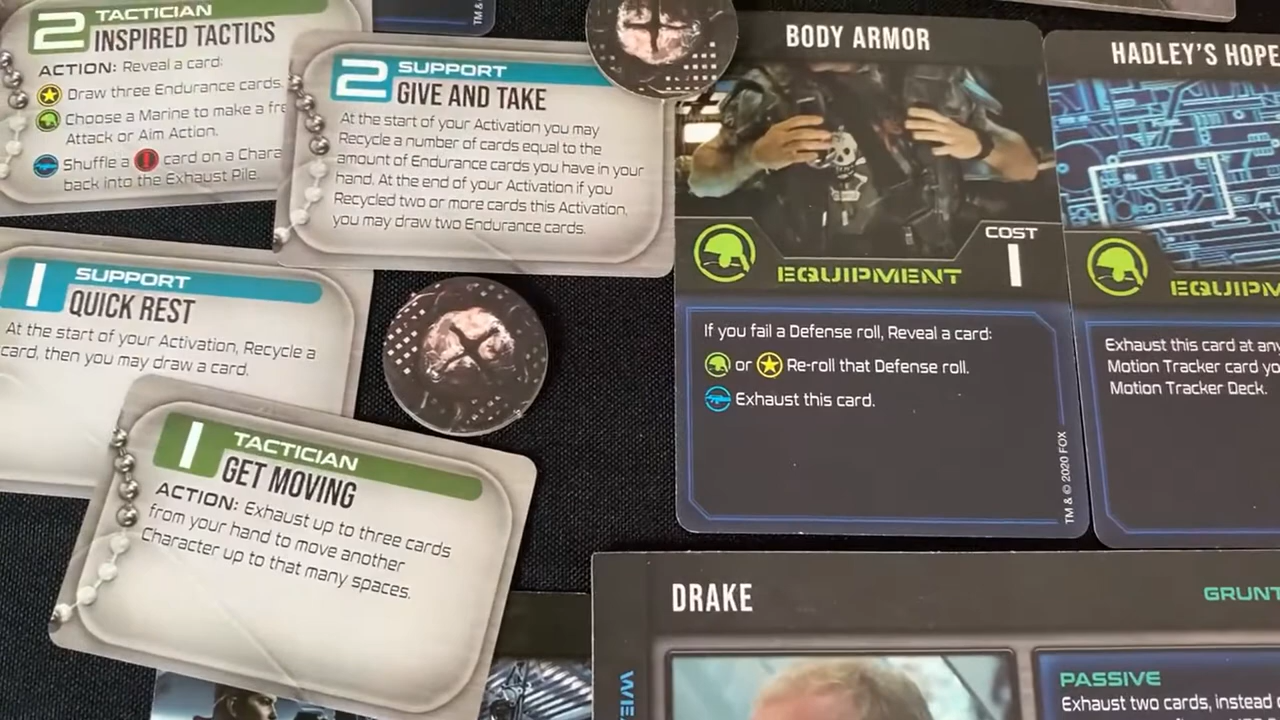 2 TACTICIAN
INSPIRED TACTICS
ACTION: Reveal a card.
Draw three Endurance cards.
Choose a Marine to make a
Attack or Aim Action.
Shuffle a card on a
back into the Exhaust Pile
TM &
2 SUPPORT
GIVE AND TAKE
At the start of your Activation you may
Recycle a number of cards equal to the
amount of Endurance cards you have in your
hand. At the end of your Activation if you
Recycled two or more cards this Activation,
you may draw two Endurance cards.
1 SUPPORT
QUICK REST
At the start of your Activation, Recycle a
card, then you may draw a card.
1 TACTICIAN
GET MOVING
ACTION: Exhaust up to three cards
from your hand to move another
Character up to that many spaces.
BODY ARMOR
COST
1
EQUIPMENT
If you fail a Defense roll, Reveal a card:
or Re-roll that Defense roll.
Exhaust this card.
TM & © 2020 FOX
HADLEY'S HOPE
Exhaust this card at
Motion Tracker card
Motion Tracker Deck.
DRAKE
GRUNT
PASSIVE
Exhaust two cards, instead